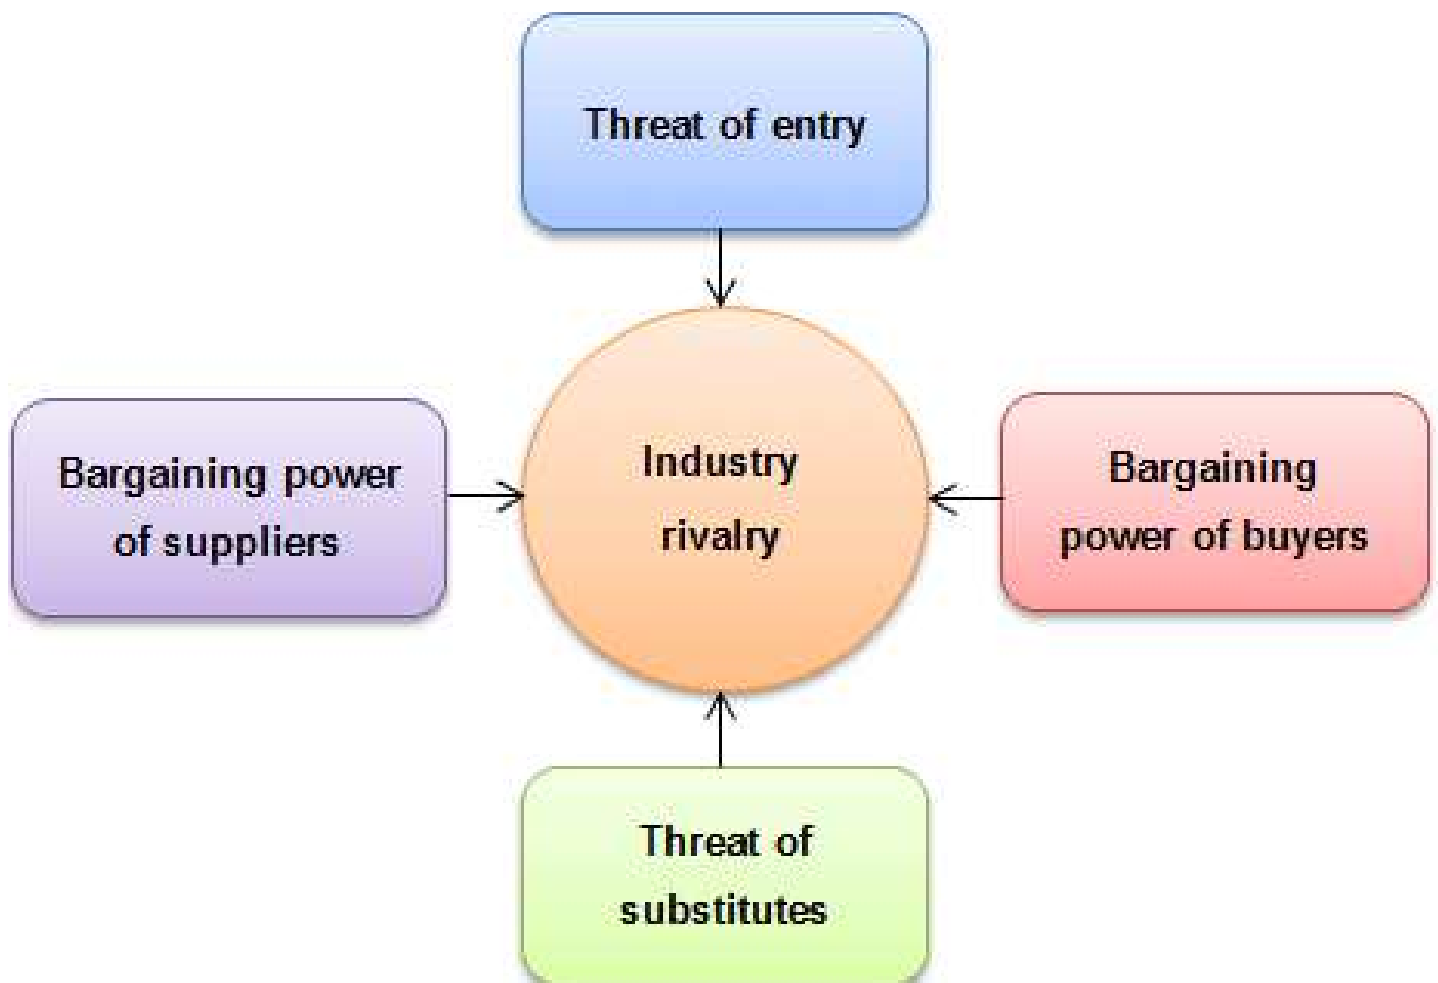 Threat of entry
Bargaining power
of suppliers
Industry
rivalry
Bargaining
power of buyers
Threat of
substitutes